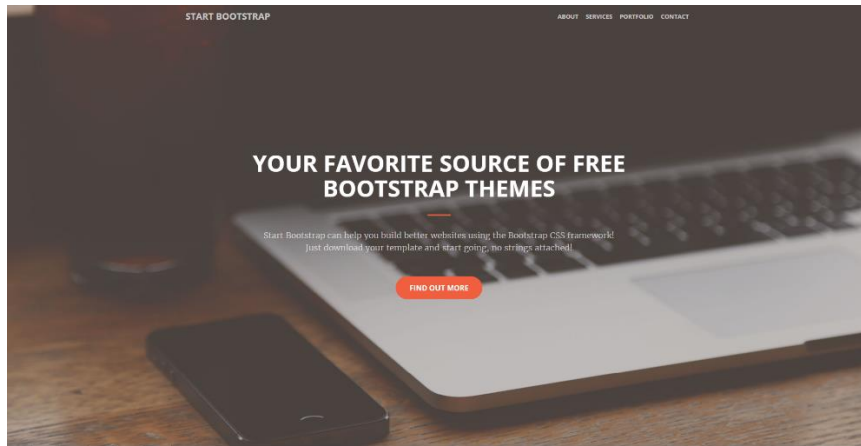 START BOOTSTRAP
ABOUT SERVICES PORTFOLIO CONTACT
YOUR FAVORITE SOURCE OF FREE
BOOTSTRAP THEMES
Start Bootstrap can help you build better websites using the Bootstrap CSS framework!
Just download your template and start going, no strings attached!
FIND OUT MORE